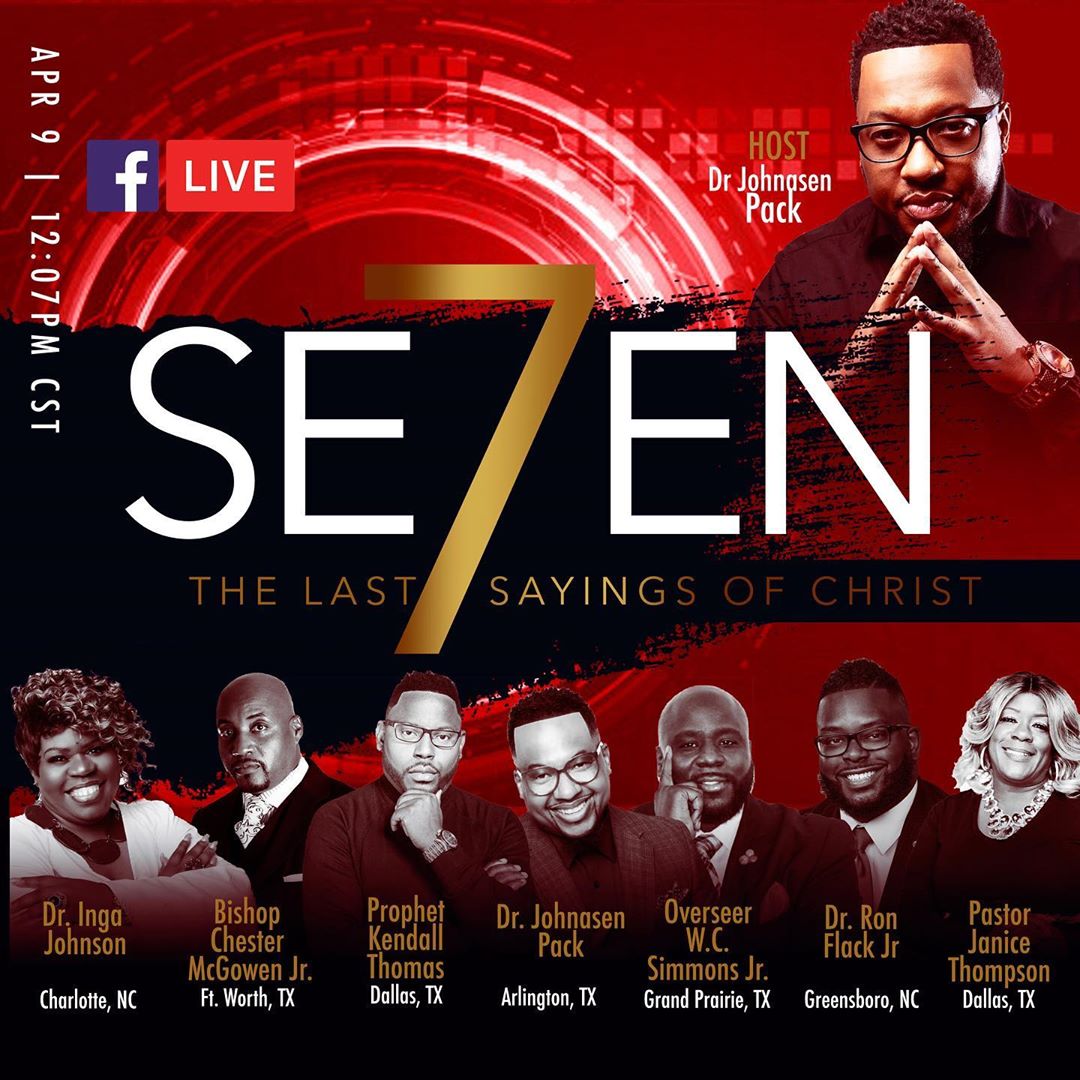 APR 9 | 12:07PM CST
f LIVE
HOST
Dr Johnasen
Pack
SE7EN
THE LAST SAYINGS OF CHRIST
Dr. Inga
Johnson
Charlotte, NC
Bishop
Chester
McGowen Jr.
Ft. Worth, TX
Prophet
Kendall
Thomas
Dallas, TX
Dr. Johnasen
Pack
Arlington, TX
Overseer
W.C.
Simmons Jr.
Grand Prairie, TX
Dr. Ron
Flack Jr
Greensboro, NC
Pastor
Janice
Thompson
Dallas, TX